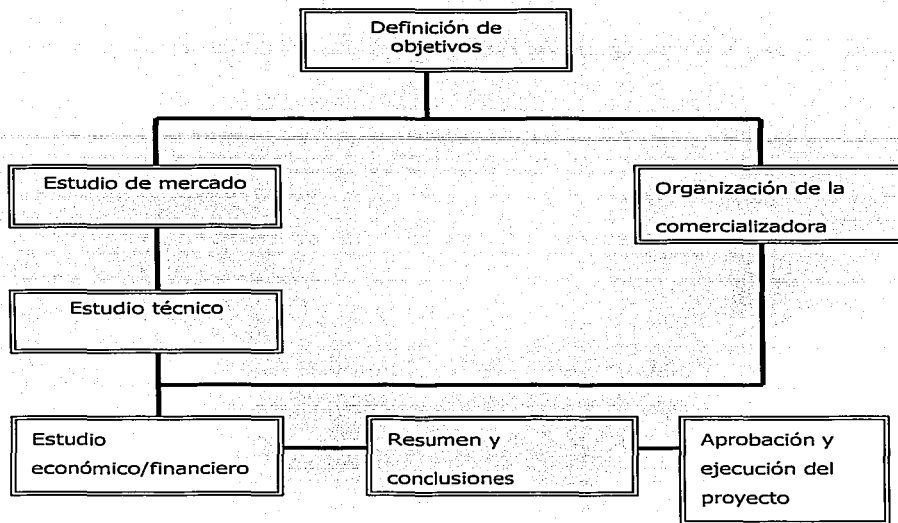 Definición de
objetivos
Estudio de mercado
Organización de la
comercializadora
Estudio técnico
Estudio
económico/financiero
Resumen y
conclusiones
Aprobación y
ejecución del
proyecto